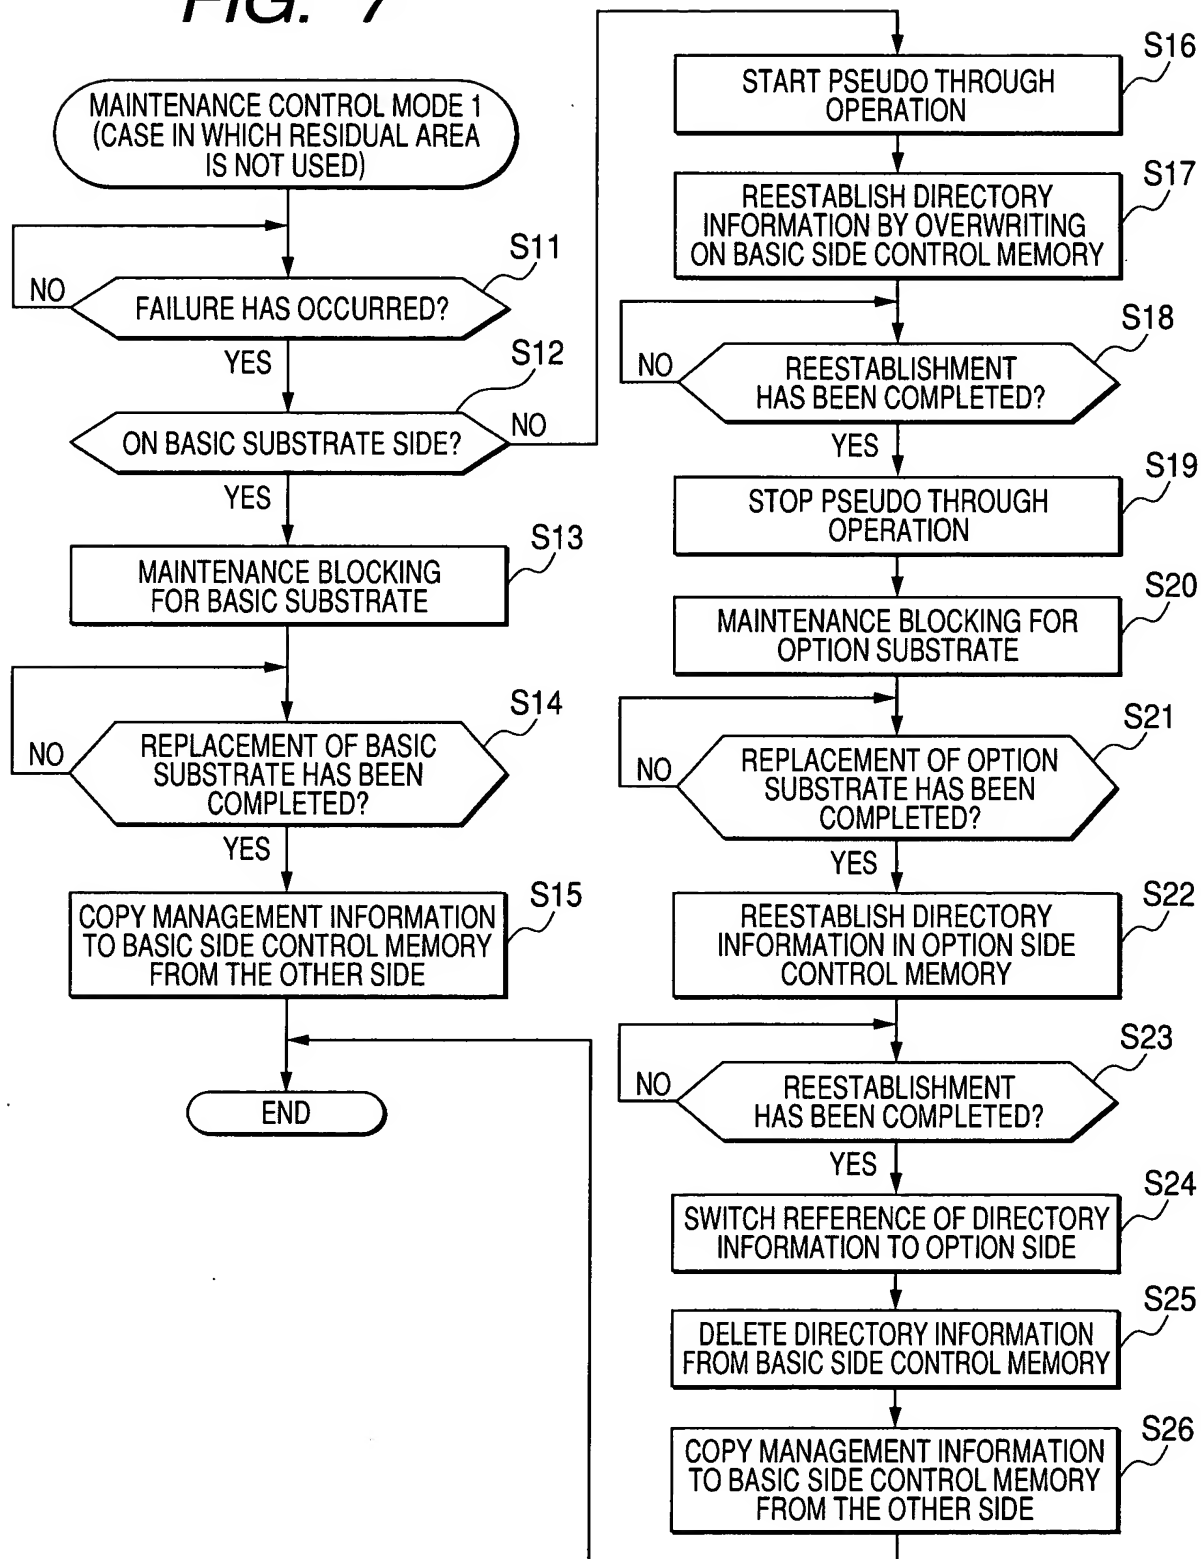 FIG. 7
MAINTENANCE CONTROL MODE 1
(CASE IN WHICH RESIDUAL AREA
IS NOT USED)
S11
FAILURE HAS OCCURRED?
NO
YES
S12
ON BASIC SUBSTRATE SIDE?
NO
YES
S13
MAINTENANCE BLOCKING
FOR BASIC SUBSTRATE
S14
REPLACEMENT OF BASIC
SUBSTRATE HAS BEEN
COMPLETED?
NO
YES
S15
COPY MANAGEMENT INFORMATION
TO BASIC SIDE CONTROL MEMORY
FROM THE OTHER SIDE
END
S16
START PSEUDO THROUGH
OPERATION
S17
REESTABLISH DIRECTORY
INFORMATION BY OVERWRITING
ON BASIC SIDE CONTROL MEMORY
S18
REESTABLISHMENT
HAS BEEN COMPLETED?
NO
YES
S19
STOP PSEUDO THROUGH
OPERATION
S20
MAINTENANCE BLOCKING FOR
OPTION SUBSTRATE
S21
REPLACEMENT OF OPTION
SUBSTRATE HAS BEEN
COMPLETED?
NO
YES
S22
REESTABLISH DIRECTORY
INFORMATION IN OPTION SIDE
CONTROL MEMORY
S23
REESTABLISHMENT
HAS BEEN COMPLETED?
NO
YES
S24
SWITCH REFERENCE OF DIRECTORY
INFORMATION TO OPTION SIDE
S25
DELETE DIRECTORY INFORMATION
FROM BASIC SIDE CONTROL MEMORY
S26
COPY MANAGEMENT INFORMATION
TO BASIC SIDE CONTROL MEMORY
FROM THE OTHER SIDE